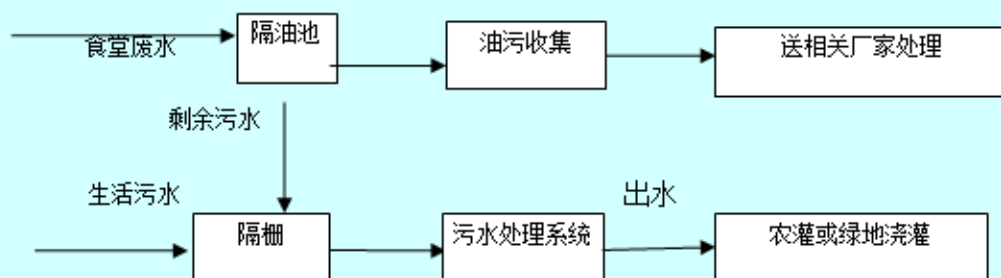 食堂废水
隔油池
油污收集
送相关厂家处理
剩余污水
生活污水
隔栅
污水处理系统
出水
农灌或绿地浇灌